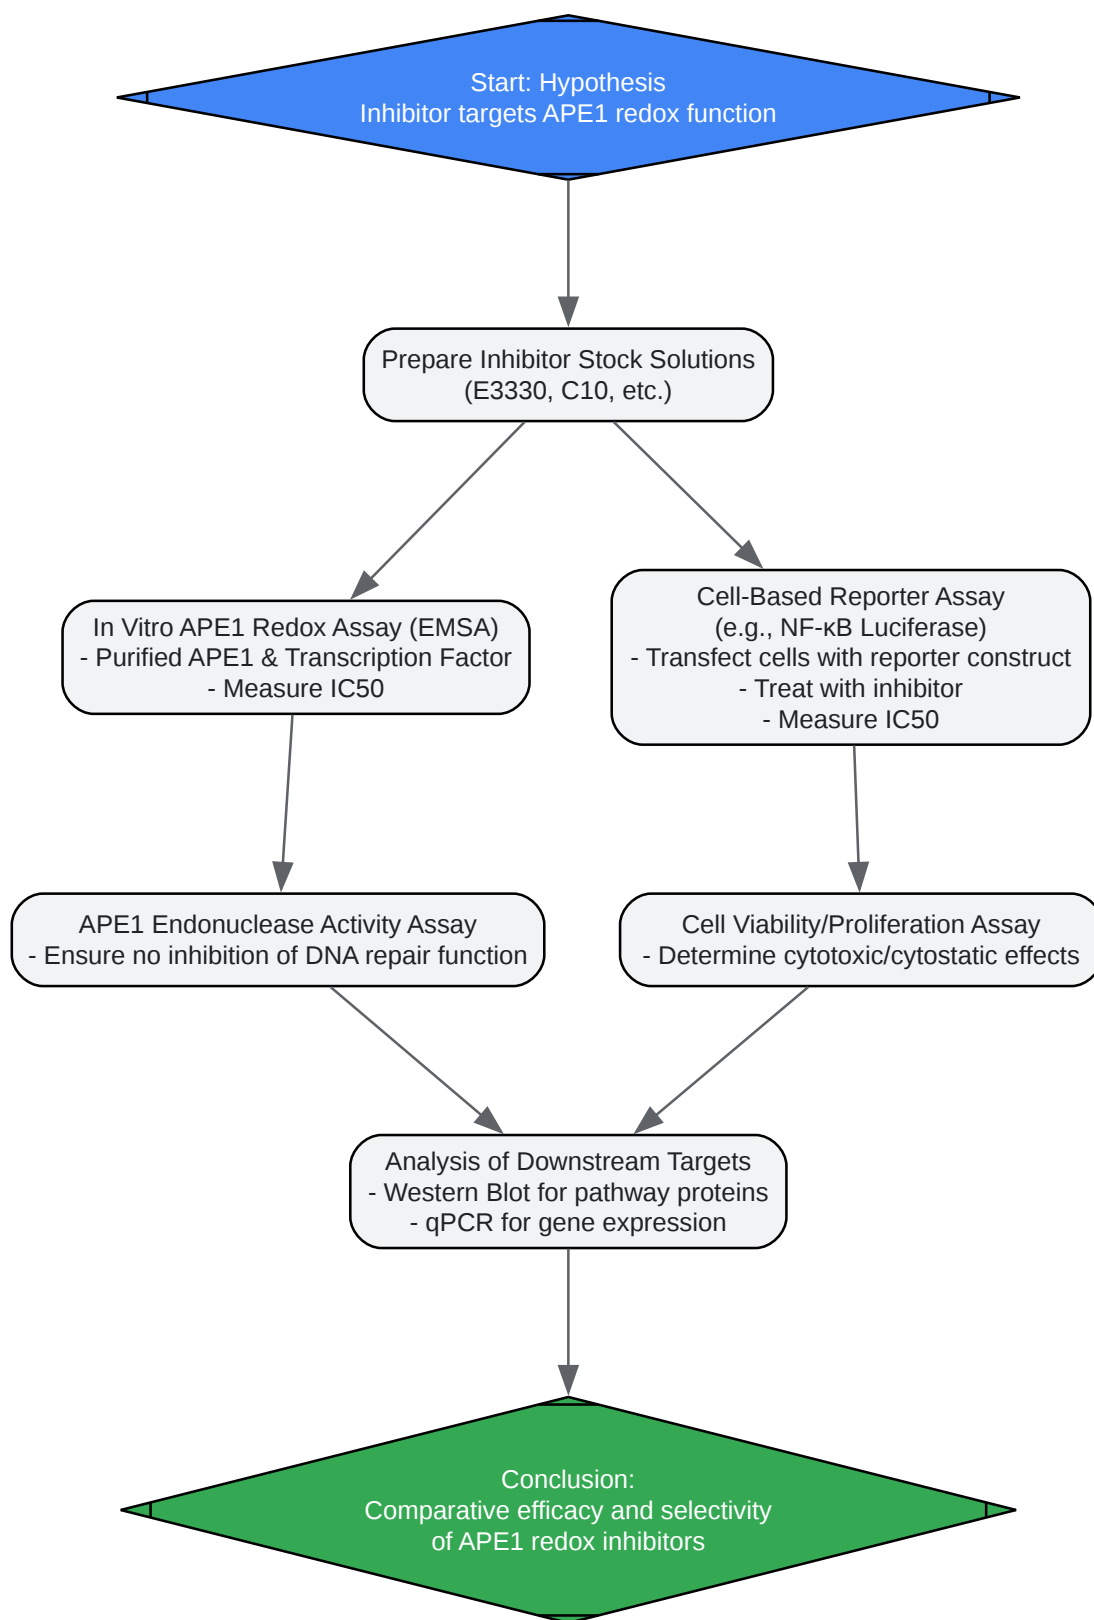 Start: Hypothesis
Inhibitor targets APE1 redox function
Prepare Inhibitor Stock Solutions
(E3330, C10, etc.)
In Vitro APE1 Redox Assay (EMSA)
- Purified APE1 & Transcription Factor
- Measure IC50
Cell-Based Reporter Assay
(e.g., NF-κB Luciferase)
- Transfect cells with reporter construct
- Treat with inhibitor
- Measure IC50
APE1 Endonuclease Activity Assay
- Ensure no inhibition of DNA repair function
Cell Viability/Proliferation Assay
- Determine cytotoxic/cytostatic effects
Analysis of Downstream Targets
- Western Blot for pathway proteins
- qPCR for gene expression
Conclusion:
Comparative efficacy and selectivity
of APE1 redox inhibitors